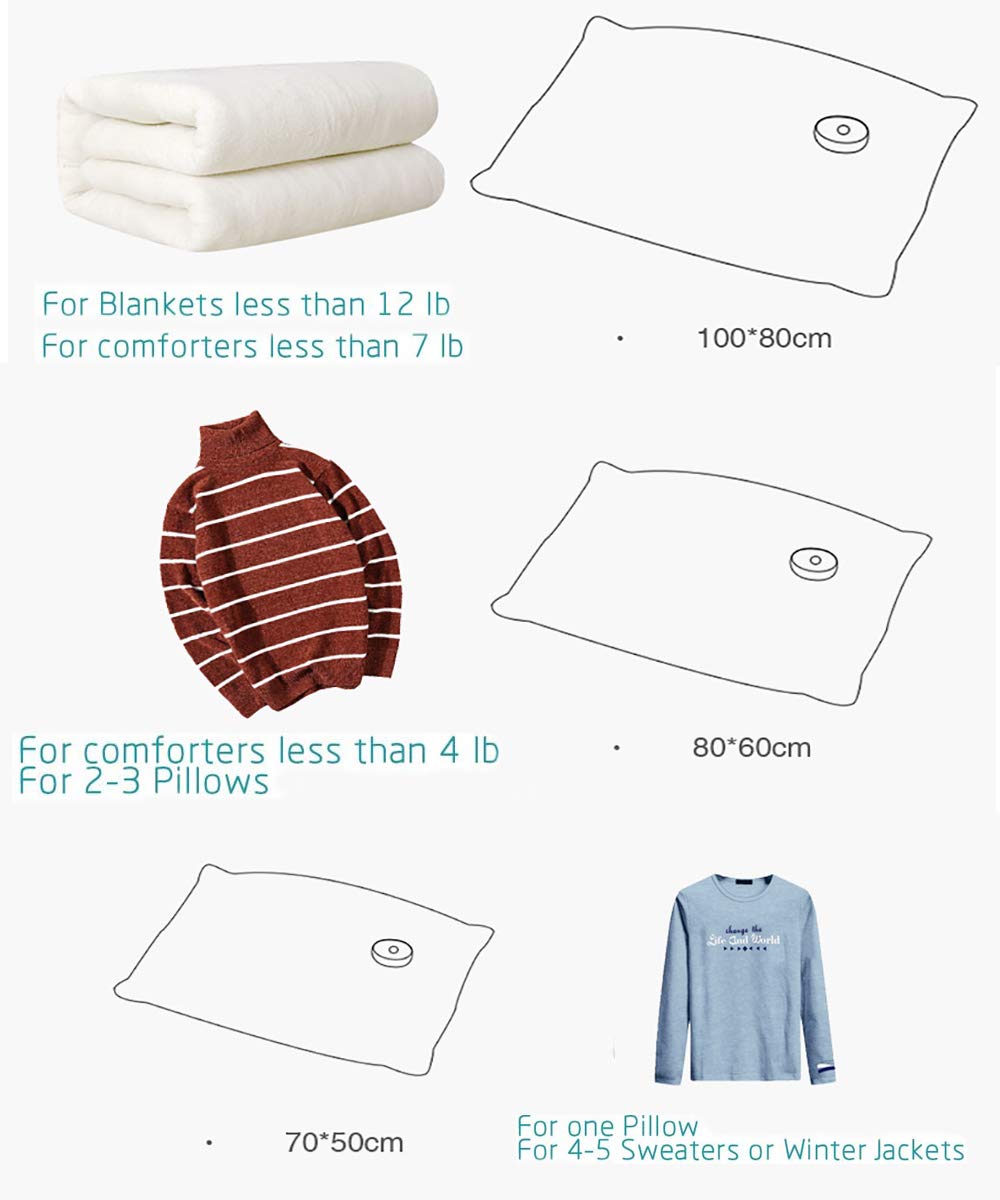 For Blankets less than 12 lb
For comforters less than 7 lb
100*80cm
For comforters less than 4 lb
For 2-3 Pillows
80*60cm
change the
Life And World
70*50cm
For one Pillow
For 4-5 Sweaters or Winter Jackets